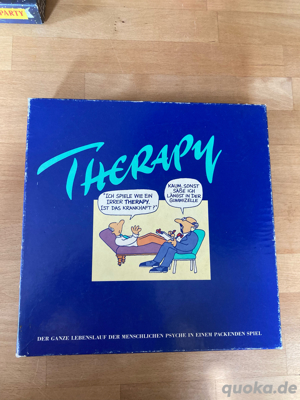 PARTY
THERAPY
"ICH SPIELE WIE EIN
IRRER THERAPY.
IST DAS KRANKHAFT?"
KAUM, SONST
SÄßE ICH
LÄNGST IN DER
GUMMIZELLE
DER GANZE LEBENSLAUF DER MENSCHLICHEN PSYCHE IN EINEM PACKENDEN SPIEL
quoka.de